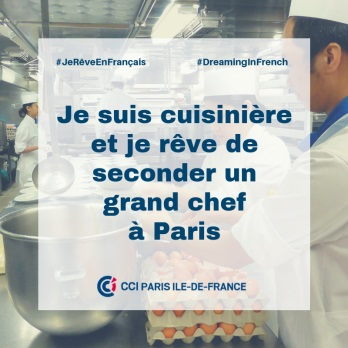 #JeRêveEnFrançais #DreamingInFrench
Je suis cuisinière
et je rêve de
seconder un
grand chef
à Paris
CCI PARIS ILE-DE-FRANCE